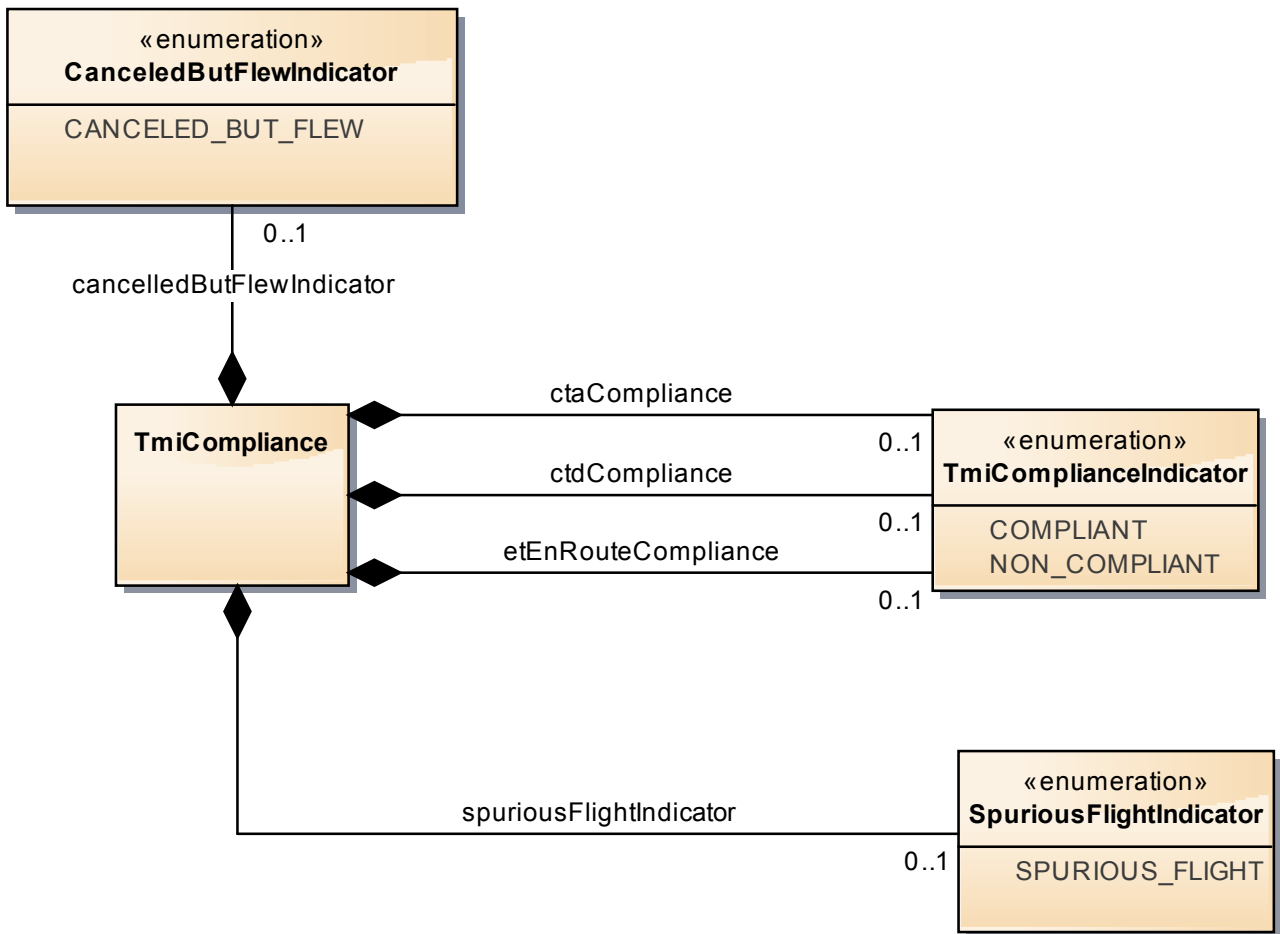 «enumeration»
CanceledButFlewIndicator
CANCELED_BUT_FLEW
0..1
cancelledButFlewIndicator
TmiCompliance
ctaCompliance
0..1
ctdCompliance
0..1
etEnRouteCompliance
0..1
«enumeration»
TmiComplianceIndicator
COMPLIANT
NON_COMPLIANT
spuriousFlightIndicator
0..1
«enumeration»
SpuriousFlightIndicator
SPURIOUS_FLIGHT